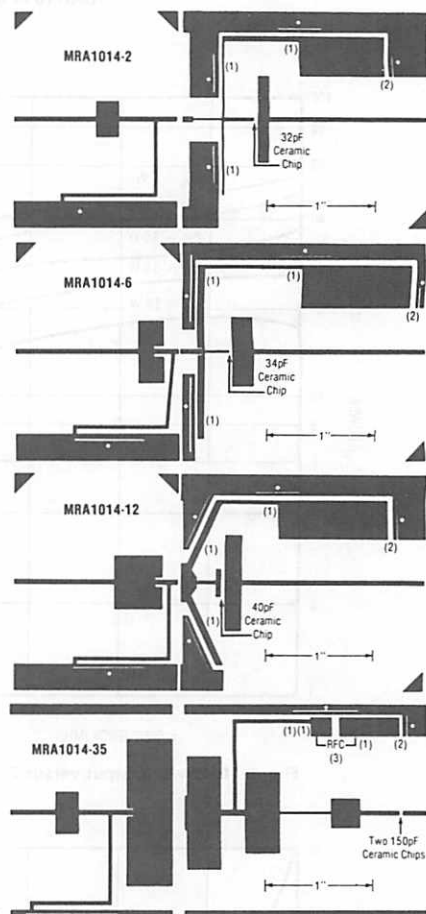 MRA1014-2
(1)
(1)
(2)
(1)
32pF
Ceramic
Chip
1"
MRA1014-6
(1)
(1)
(2)
34pF
Ceramic
Chip
(1)
1"
MRA1014-12
(1)
(1)
(2)
(1)
40pF
Ceramic
Chip
1"
MRA1014-35
(1)(1)
RFC
(1)
(2)
(3)
Two 150pF
Ceramic Chips
1"